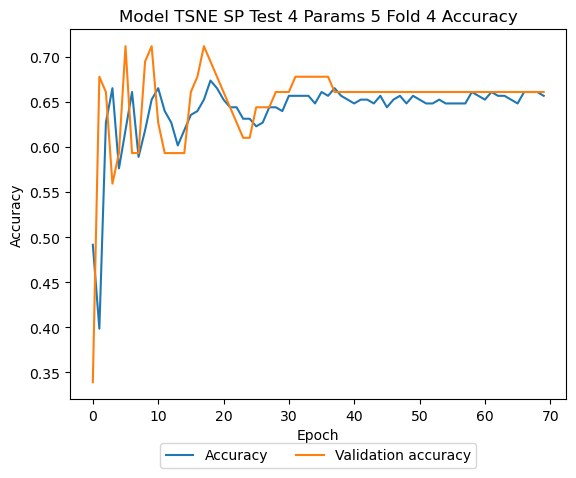 Model TSNE SP Test 4 Params 5 Fold 4 Accuracy
Accuracy
0.70
0.65
0.60
0.55
0.50
0.45
0.40
0.35
0 10 20 30 40 50 60 70
Epoch
Accuracy Validation accuracy